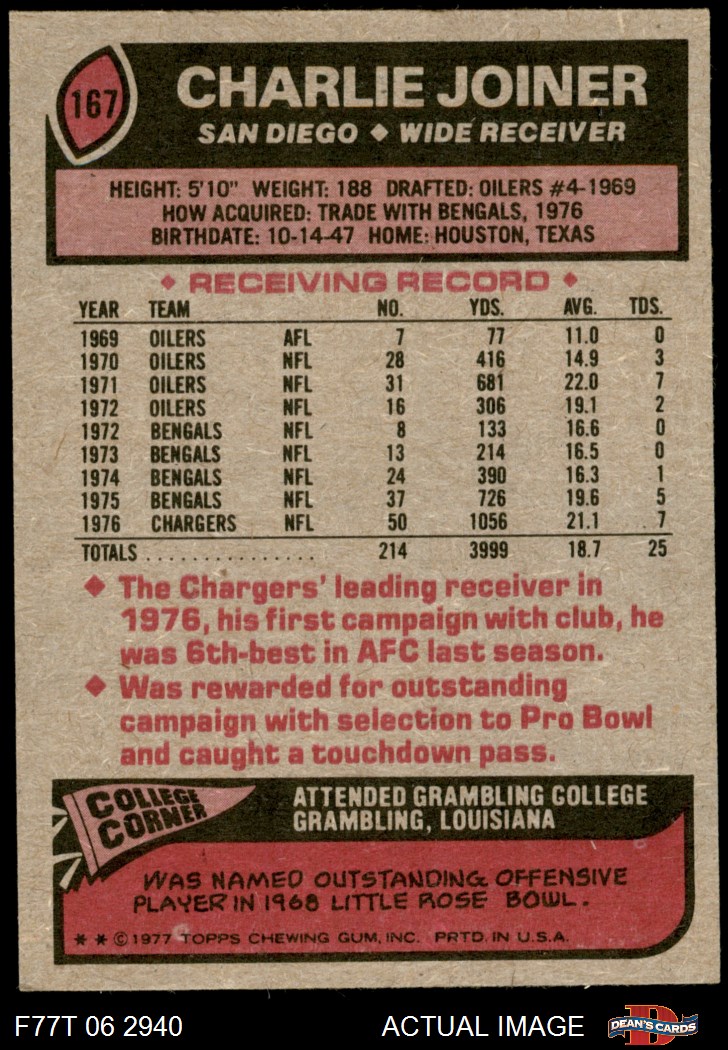 167
CHARLIE JOINER
SAN DIEGO ◆ WIDE RECEIVER
HEIGHT: 5'10" WEIGHT: 188 DRAFTED: OILERS #4-1969
HOW ACQUIRED: TRADE WITH BENGALS, 1976
BIRTHDATE: 10-14-47 HOME: HOUSTON, TEXAS
◆ RECEIVING RECORD ◆
YEAR TEAM NO. YDS. AVG. TDS.
1969 OILERS AFL 7 77 11.0 0
1970 OILERS NFL 28 416 14.9 3
1971 OILERS NFL 31 681 22.0 7
1972 OILERS NFL 16 306 19.1 2
1972 BENGALS NFL 8 133 16.6 0
1973 BENGALS NFL 13 214 16.5 0
1974 BENGALS NFL 24 390 16.3 1
1975 BENGALS NFL 37 726 19.6 5
1976 CHARGERS NFL 50 1056 21.1 7
TOTALS . . . . . . . . . . . . . . . 214 3999 18.7 25
◆ The Chargers' leading receiver in
1976, his first campaign with club, he
was 6th-best in AFC last season.
◆ Was rewarded for outstanding
campaign with selection to Pro Bowl
and caught a touchdown pass.
COLLEGE
CORNER
ATTENDED GRAMBLING COLLEGE
GRAMBLING, LOUISIANA
WAS NAMED OUTSTANDING OFFENSIVE
PLAYER IN 1968 LITTLE ROSE BOWL.
* * © 1977 TOPPS CHEWING GUM, INC. PRTD. IN U.S.A.
F77T 06 2940 ACTUAL IMAGE
D
DEAN'S CARDS